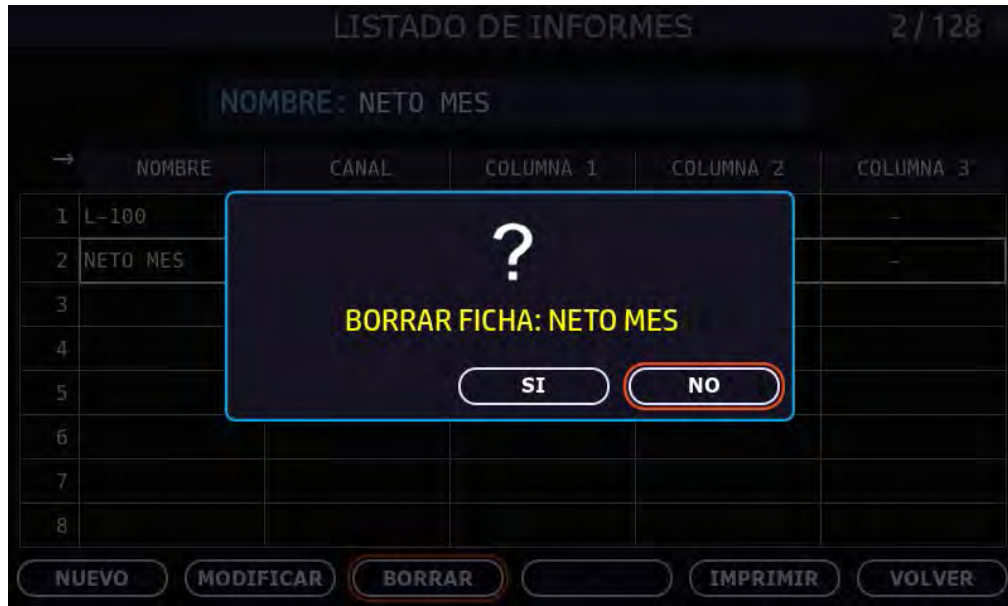 LISTADO DE INFORMES 2/128
NOMBRE: NETO MES
→ NOMBRE CANAL COLUMNA 1 COLUMNA 2 COLUMNA 3
1 L-100 -
2 NETO MES -
3
4
5
6
7
8
?
BORRAR FICHA: NETO MES
SI NO
NUEVO MODIFICAR BORRAR IMPRIMIR VOLVER